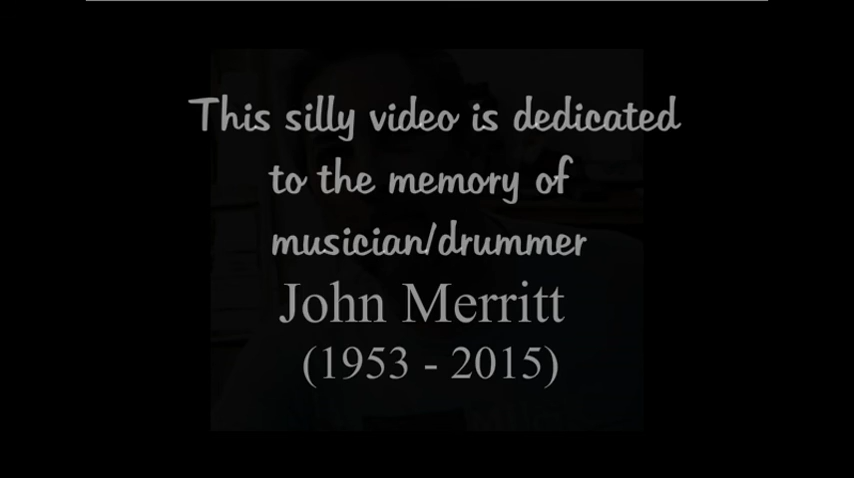 This silly video is dedicated
to the memory of
musician/drummer
John Merritt
(1953 - 2015)